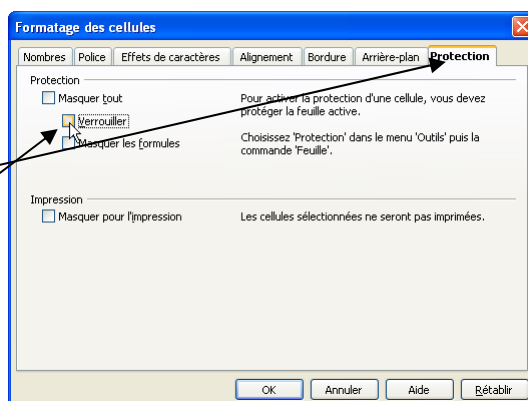 Formatage des cellules
Nombres Police Effets de caractères Alignement Bordure Arrière-plan Protection
Protection
Masquer tout
Pour activer la protection d'une cellule, vous devez
protéger la feuille active.
Verrouiller
Masquer les formules
Choisissez 'Protection' dans le menu 'Outils' puis la
commande 'Feuille'.
Impression
Masquer pour l'impression
Les cellules sélectionnées ne seront pas imprimées.
OK Annuler Aide Rétablir